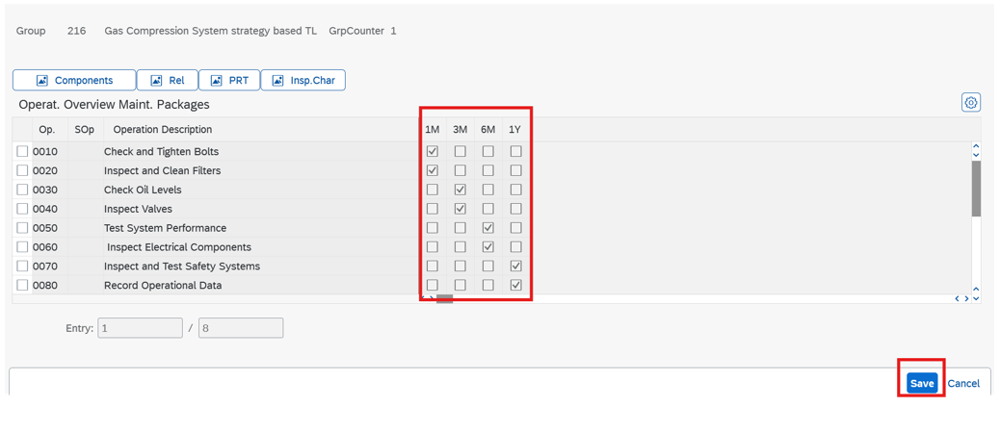 Group 216 Gas Compression System strategy based TL GrpCounter 1
Components Rel PRT Insp.Char
Operat. Overview Maint. Packages
Op. SOp Operation Description 1M 3M 6M 1Y
0010 Check and Tighten Bolts
0020 Inspect and Clean Filters
0030 Check Oil Levels
0040 Inspect Valves
0050 Test System Performance
0060 Inspect Electrical Components
0070 Inspect and Test Safety Systems
0080 Record Operational Data
Entry: 1 / 8
Save Cancel